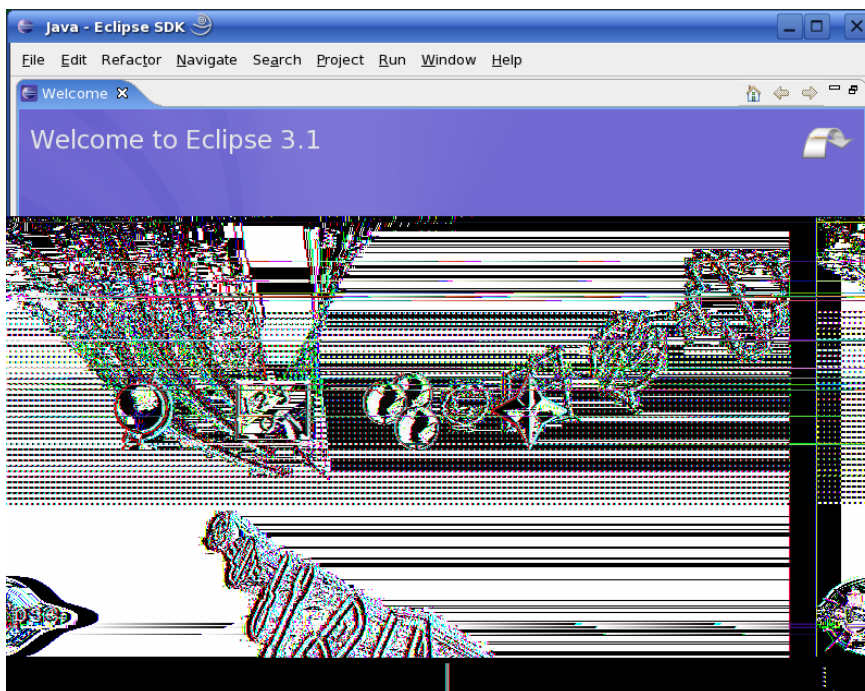 Java - Eclipse SDK
File Edit Refactor Navigate Search Project Run Window Help
Welcome
Welcome to Eclipse 3.1